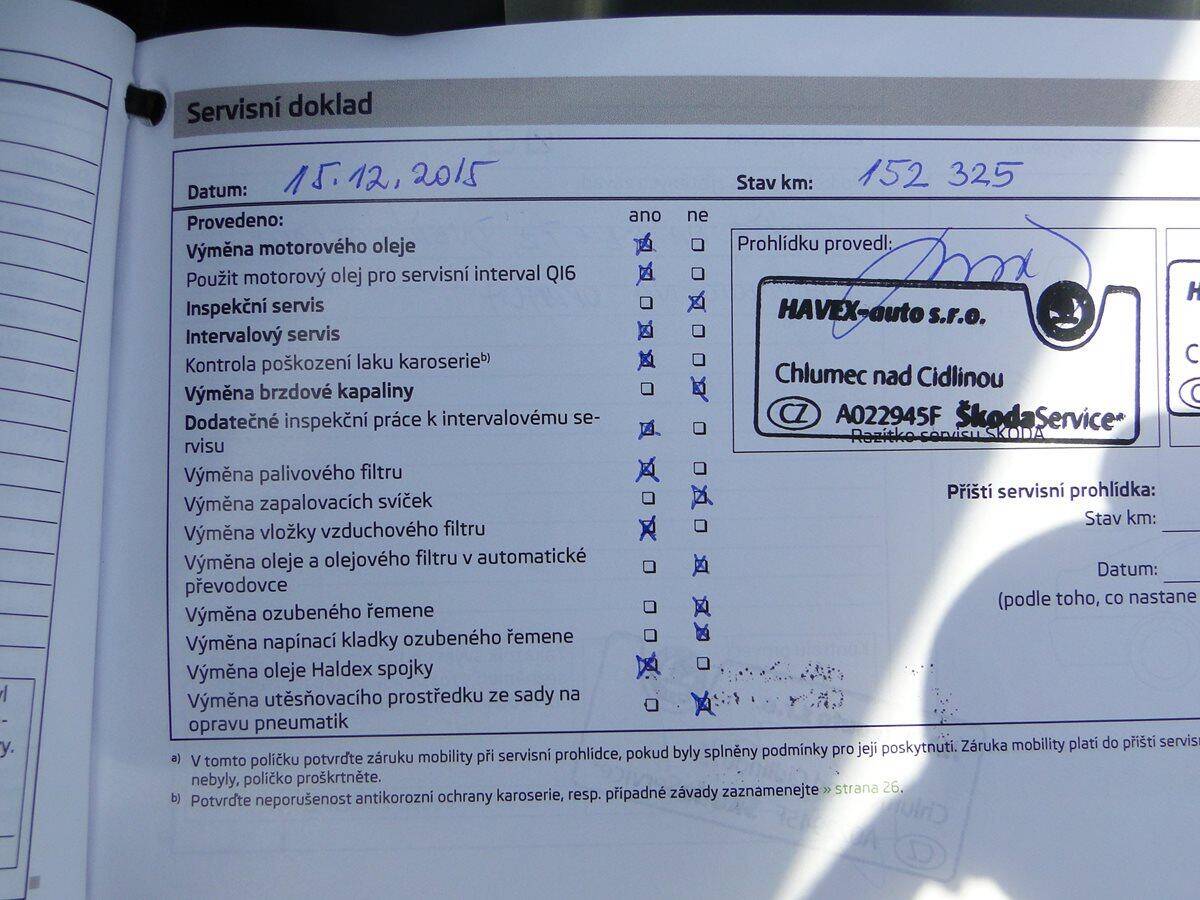 Servisní doklad
Datum: 15.12.2015 Stav km: 152 325
Provedeno: ano ne
Výměna motorového oleje
Prohlídku provedl:
Použit motorový olej pro servisní interval QI6
Inspekční servis
HAVEX-auto s.r.o.
Intervalový servis
Kontrola poškození laku karoserie b)
Chlumec nad Cidlinou
Výměna brzdové kapaliny
CZ A022945F ŠkodaService
Razítko servisu ŠKODA
Dodatečné inspekční práce k intervalovému se-
rvisu
Výměna palivového filtru
Výměna zapalovacích svíček
Příští servisní prohlídka:
Výměna vložky vzduchového filtru
Stav km:
Výměna oleje a olejového filtru v automatické
převodovce
Datum:
(podle toho, co nastane
Výměna ozubeného řemene
Výměna napínací kladky ozubeného řemene
Výměna oleje Haldex spojky
Výměna utěsňovacího prostředku ze sady na
opravu pneumatik
a) V tomto políčku potvrďte záruku mobility při servisní prohlídce, pokud byly splněny podmínky pro její poskytnutí. Záruka mobility platí do příští servisn
nebyly, políčko proškrtněte.
b) Potvrďte neporušenost antikorozní ochrany karoserie, resp. případné závady zaznamenejte » strana 26.